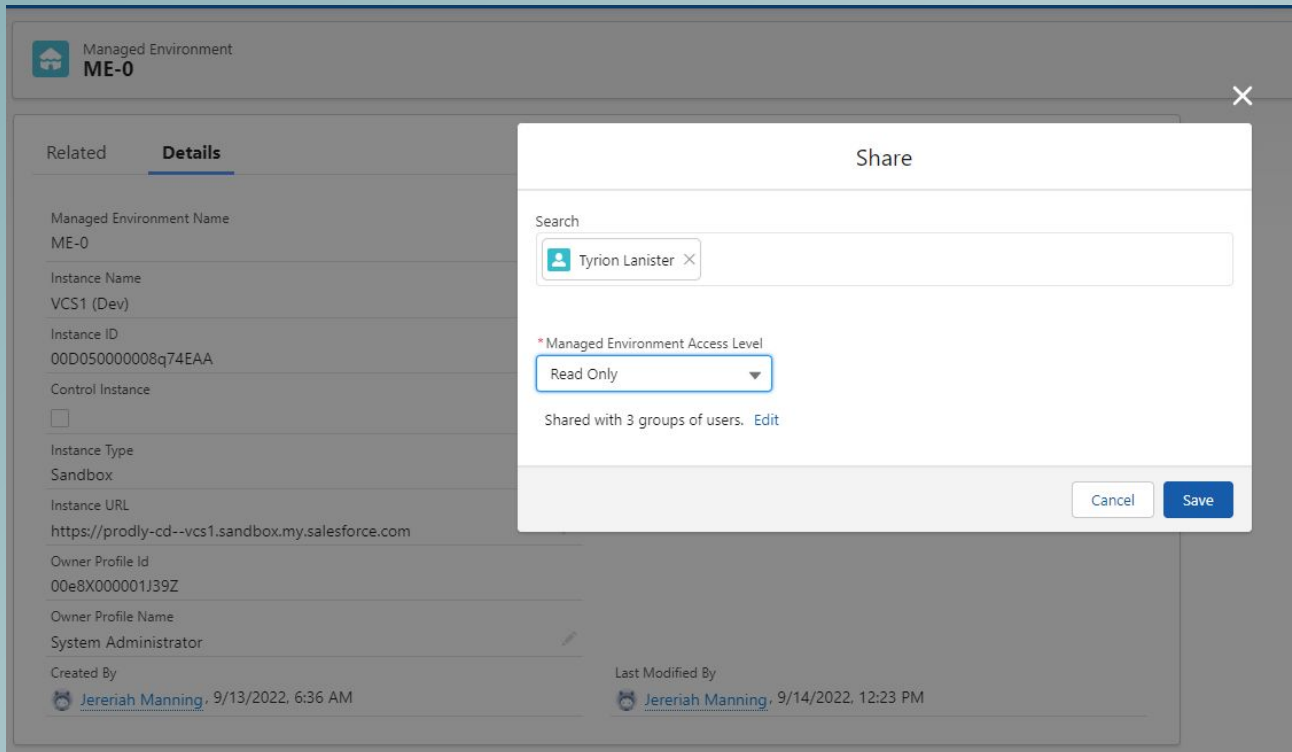 Managed Environment
ME-0
Related Details
Managed Environment Name
ME-0
Instance Name
VCS1 (Dev)
Instance ID
00D050000008q74EAA
Control Instance
Instance Type
Sandbox
Instance URL
https://prodly-cd--vcs1.sandbox.my.salesforce.com
Owner Profile Id
00e8X000001J39Z
Owner Profile Name
System Administrator
Created By
Jereriah Manning, 9/13/2022, 6:36 AM
Last Modified By
Jereriah Manning, 9/14/2022, 12:23 PM
Share
Search
Tyrion Lanister
*Managed Environment Access Level
Read Only
Shared with 3 groups of users. Edit
Cancel Save